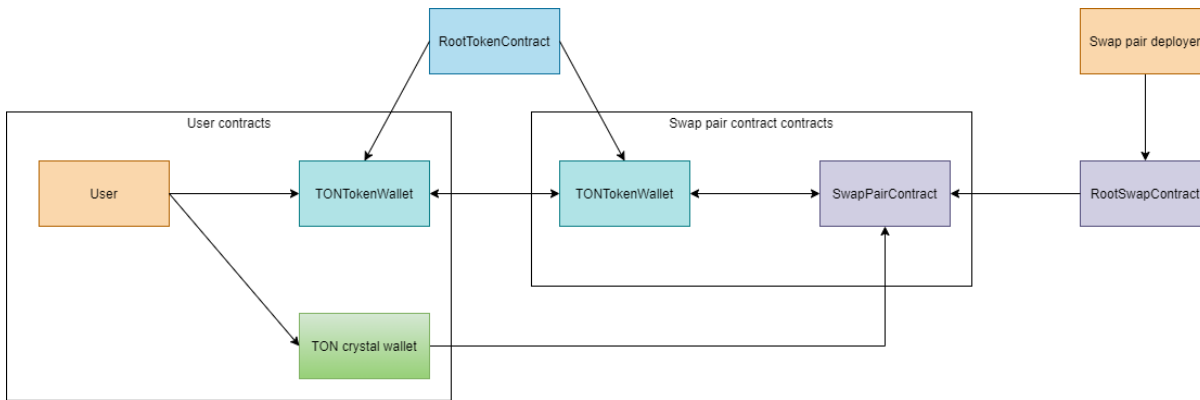 RootTokenContract
Swap pair deployer
User contracts
Swap pair contract contracts
User
TONTokenWallet
TONTokenWallet
SwapPairContract
RootSwapContract
TON crystal wallet